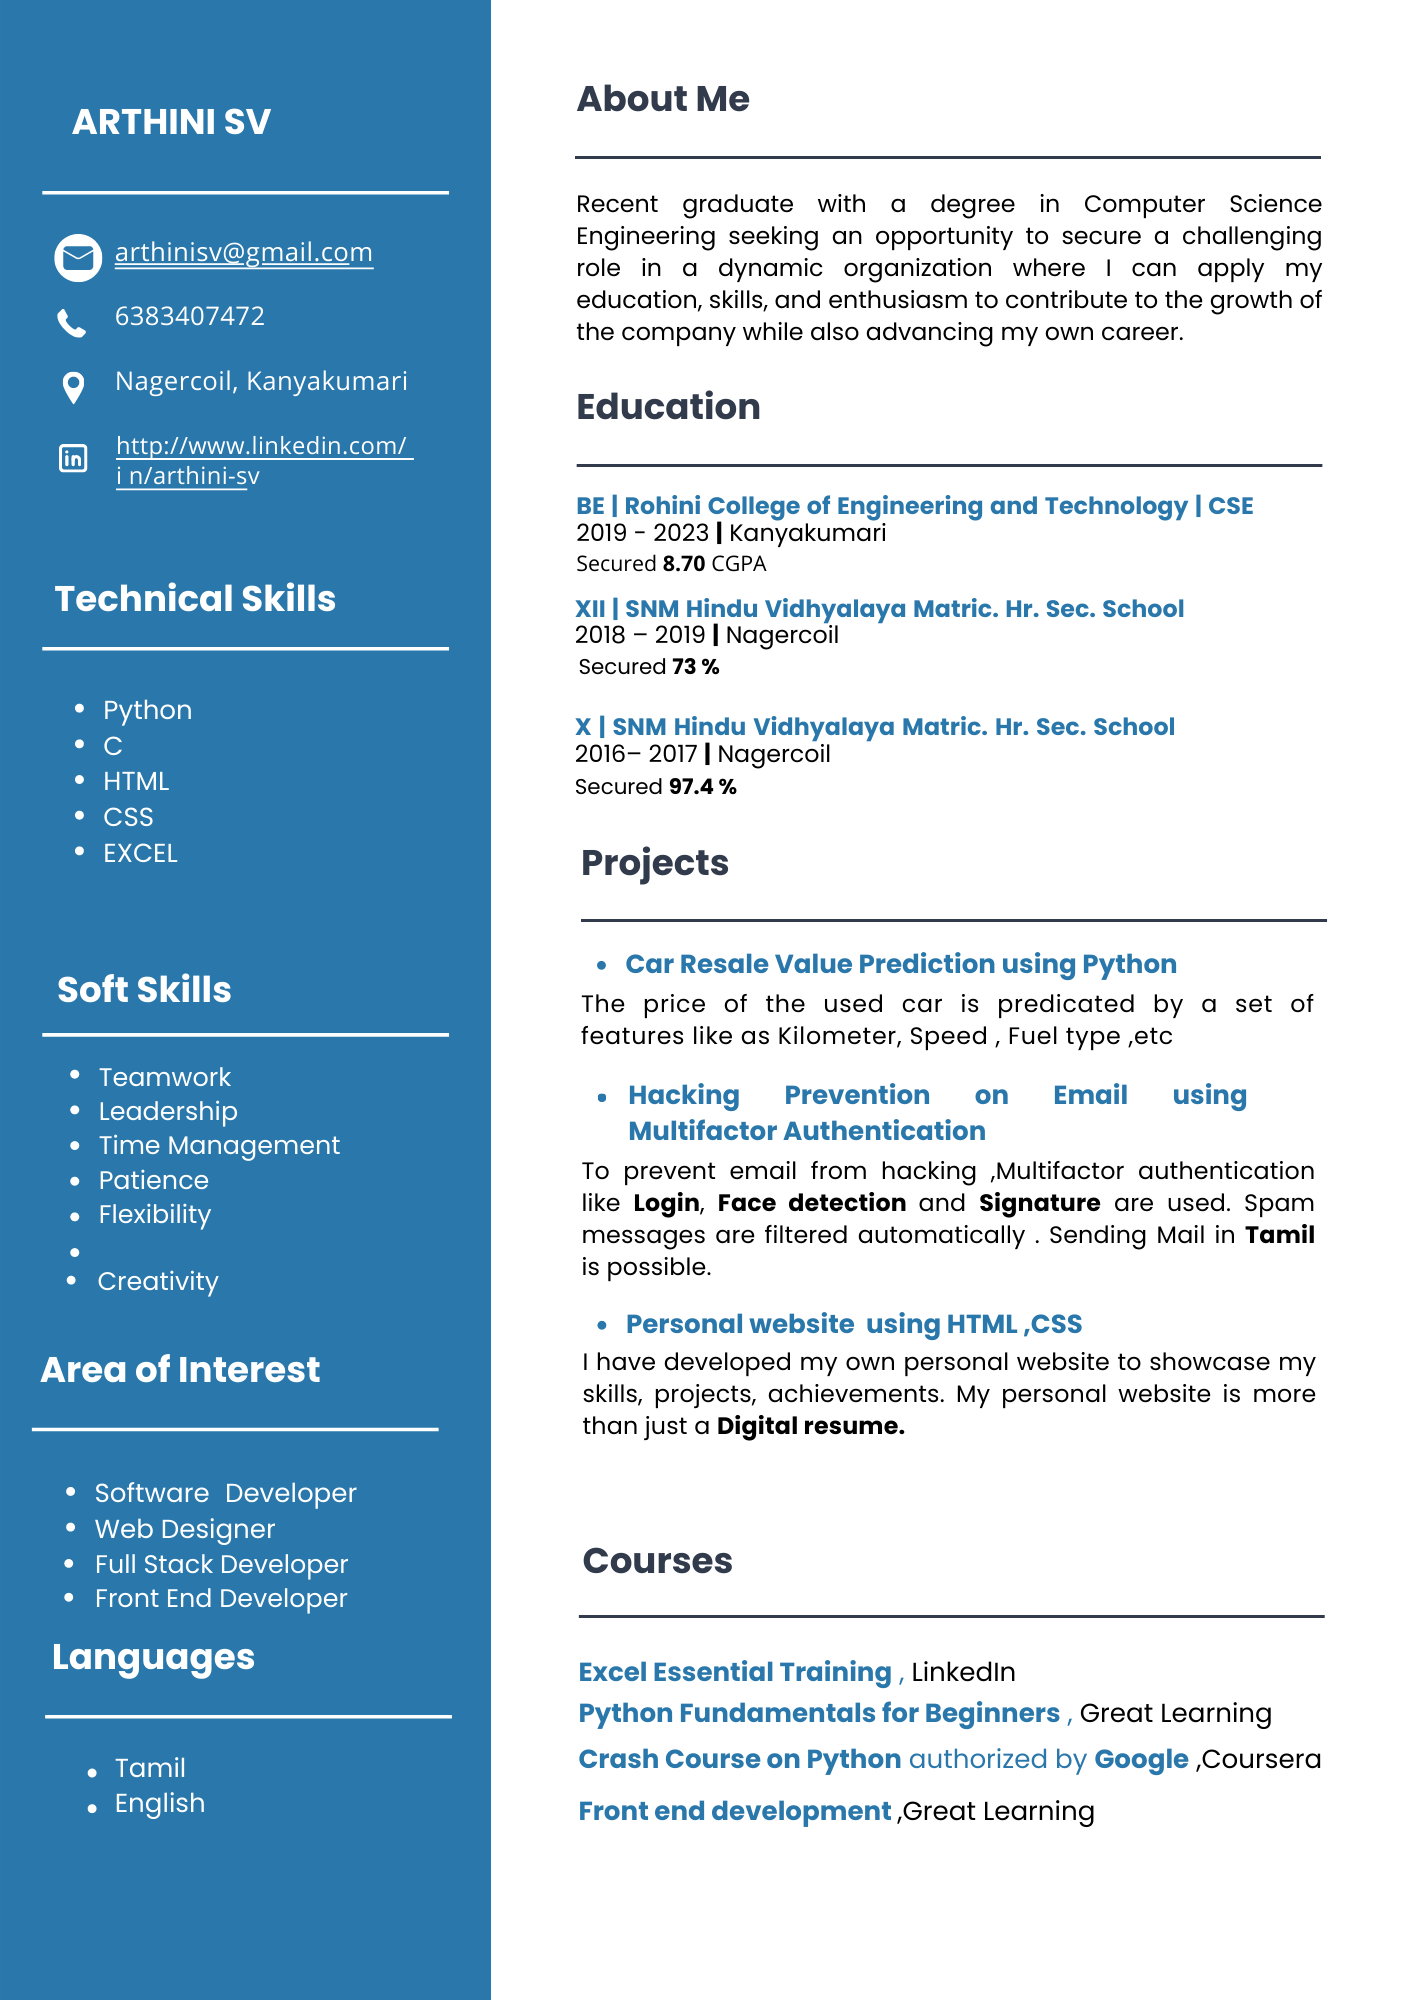 ARTHINI SV
arthinisv@gmail.com
6383407472
Nagercoil, Kanyakumari
http://www.linkedin.com/
i n/arthini-sv
Technical Skills
• Python
• C
• HTML
• CSS
• EXCEL
Soft Skills
• Teamwork
• Leadership
• Time Management
• Patience
• Flexibility
•
• Creativity
Area of Interest
• Software  Developer
• Web Designer
• Full Stack Developer
• Front End Developer
Languages
• Tamil
• English
About Me
Recent graduate with a degree in Computer Science
Engineering seeking an opportunity to secure a challenging
role in a dynamic organization where I can apply my
education, skills, and enthusiasm to contribute to the growth of
the company while also advancing my own career.
Education
BE | Rohini College of Engineering and Technology | CSE
2019 - 2023 | Kanyakumari
Secured 8.70 CGPA
XII | SNM Hindu Vidhyalaya Matric. Hr. Sec. School
2018 – 2019 | Nagercoil
Secured 73 %
X | SNM Hindu Vidhyalaya Matric. Hr. Sec. School
2016– 2017 | Nagercoil
Secured 97.4 %
Projects
• Car Resale Value Prediction using Python
The price of the used car is predicated by a set of
features like as Kilometer, Speed , Fuel type ,etc
• Hacking Prevention on Email using
Multifactor Authentication
To prevent email from hacking ,Multifactor authentication
like Login, Face detection and Signature are used. Spam
messages are filtered automatically . Sending Mail in Tamil
is possible.
• Personal website  using HTML ,CSS
I have developed my own personal website to showcase my
skills, projects, achievements. My personal website is more
than just a Digital resume.
Courses
Excel Essential Training , LinkedIn
Python Fundamentals for Beginners , Great Learning
Crash Course on Python authorized by Google ,Coursera
Front end development ,Great Learning